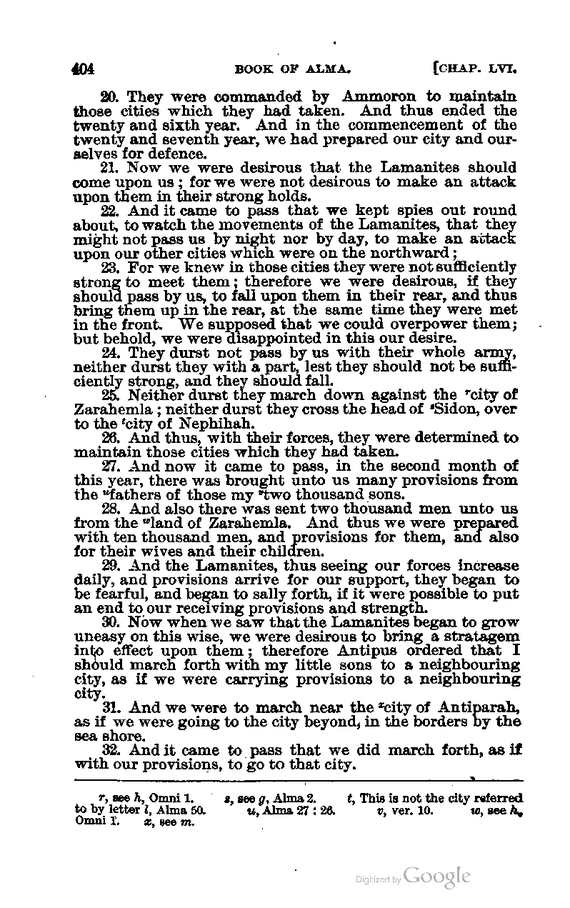 404 BOOK OF ALMA. [CHAP. LVI.
20. They were commanded by Ammoron to maintain
those cities which they had taken. And thus ended the
twenty and sixth year. And in the commencement of the
twenty and seventh year, we had prepared our city and our-
selves for defence.
21. Now we were desirous that the Lamanites should
come upon us; for we were not desirous to make an attack
upon them in their strong holds.
22. And it came to pass that we kept spies out round
about, to watch the movements of the Lamanites, that they
might not pass us by night nor by day, to make an attack
upon our other cities which were on the northward;
23. For we knew in those cities they were not sufficiently
strong to meet them; therefore we were desirous, if they
should pass by us, to fall upon them in their rear, and thus
bring them up in the rear, at the same time they were met
in the front. We supposed that we could overpower them;
but behold, we were disappointed in this our desire.
24. They durst not pass by us with their whole army,
neither durst they with a part, lest they should not be suffi-
ciently strong, and they should fall.
25. Neither durst they march down against the ʳcity of
Zarahemla; neither durst they cross the head of ˢSidon, over
to the ᵗcity of Nephihah.
26. And thus, with their forces, they were determined to
maintain those cities which they had taken.
27. And now it came to pass, in the second month of
this year, there was brought unto us many provisions from
the ᵘfathers of those my ᵛtwo thousand sons.
28. And also there was sent two thousand men unto us
from the ʷland of Zarahemla. And thus we were prepared
with ten thousand men, and provisions for them, and also
for their wives and their children.
29. And the Lamanites, thus seeing our forces increase
daily, and provisions arrive for our support, they began to
be fearful, and began to sally forth, if it were possible to put
an end to our receiving provisions and strength.
30. Now when we saw that the Lamanites began to grow
uneasy on this wise, we were desirous to bring a stratagem
into effect upon them; therefore Antipus ordered that I
should march forth with my little sons to a neighbouring
city, as if we were carrying provisions to a neighbouring
city.
31. And we were to march near the ˣcity of Antiparah,
as if we were going to the city beyond, in the borders by the
sea shore.
32. And it came to pass that we did march forth, as if
with our provisions, to go to that city.
r, see h, Omni 1. s, see g, Alma 2. t, This is not the city referred
to by letter l, Alma 50. u, Alma 27 : 26. v, ver. 10. w, see h,
Omni 1. x, see m.
Digitized by Google